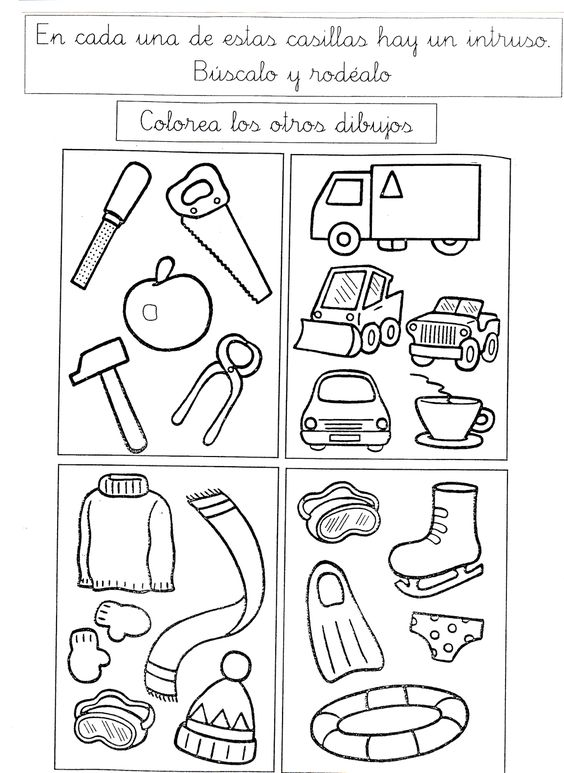 En cada una de estas casillas hay un intruso.
Búscalo y rodéalo
Colorea los otros dibujos